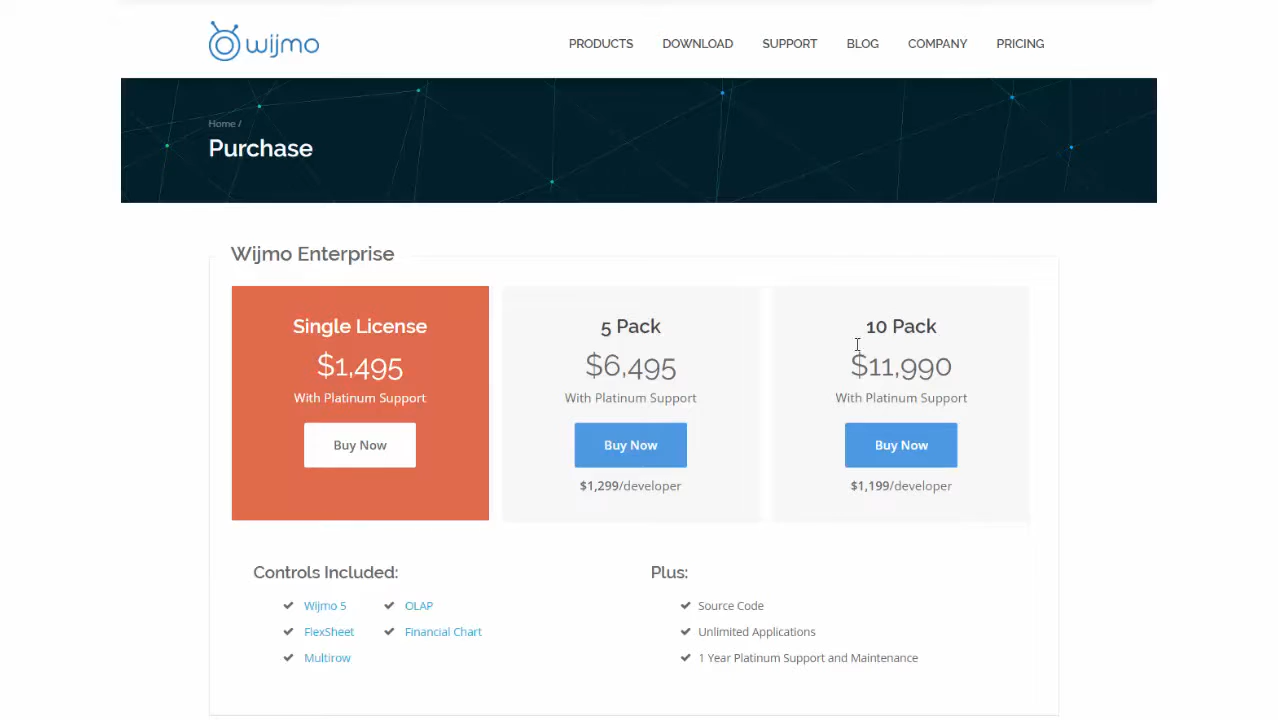 wijmo
PRODUCTS DOWNLOAD SUPPORT BLOG COMPANY PRICING
Home /
Purchase
Wijmo Enterprise
Single License
$1,495
With Platinum Support
Buy Now
5 Pack
$6,495
With Platinum Support
Buy Now
$1,299/developer
10 Pack
$11,990
With Platinum Support
Buy Now
$1,199/developer
Controls Included:
Wijmo 5
FlexSheet
Multirow
OLAP
Financial Chart
Plus:
Source Code
Unlimited Applications
1 Year Platinum Support and Maintenance